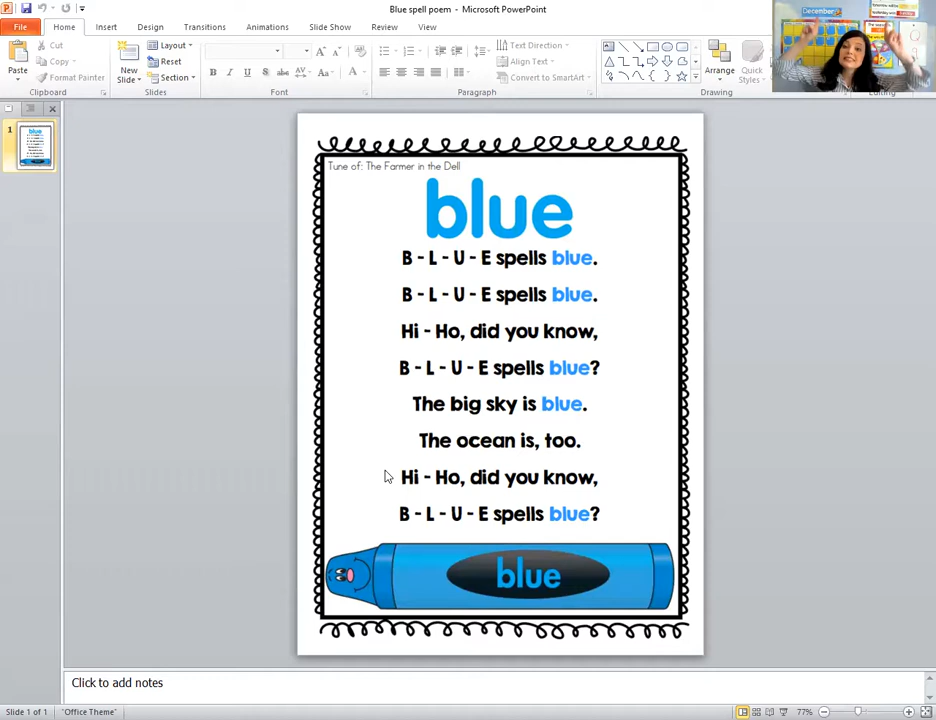 Blue spell poem - Microsoft PowerPoint
File Home Insert Design Transitions Animations Slide Show Review View
Cut
Copy
Format Painter
Paste
Clipboard
New Slide
Layout
Reset
Section
Slides
Font
Paragraph
Text Direction
Align Text
Convert to SmartArt
Arrange
Quick Styles
Drawing
Editing
December
1
Tune of: The Farmer in the Dell
blue
B - L - U - E spells blue.
B - L - U - E spells blue.
Hi - Ho, did you know,
B - L - U - E spells blue?
The big sky is blue.
The ocean is, too.
Hi - Ho, did you know,
B - L - U - E spells blue?
blue
Click to add notes
Slide 1 of 1 "Office Theme" 77%